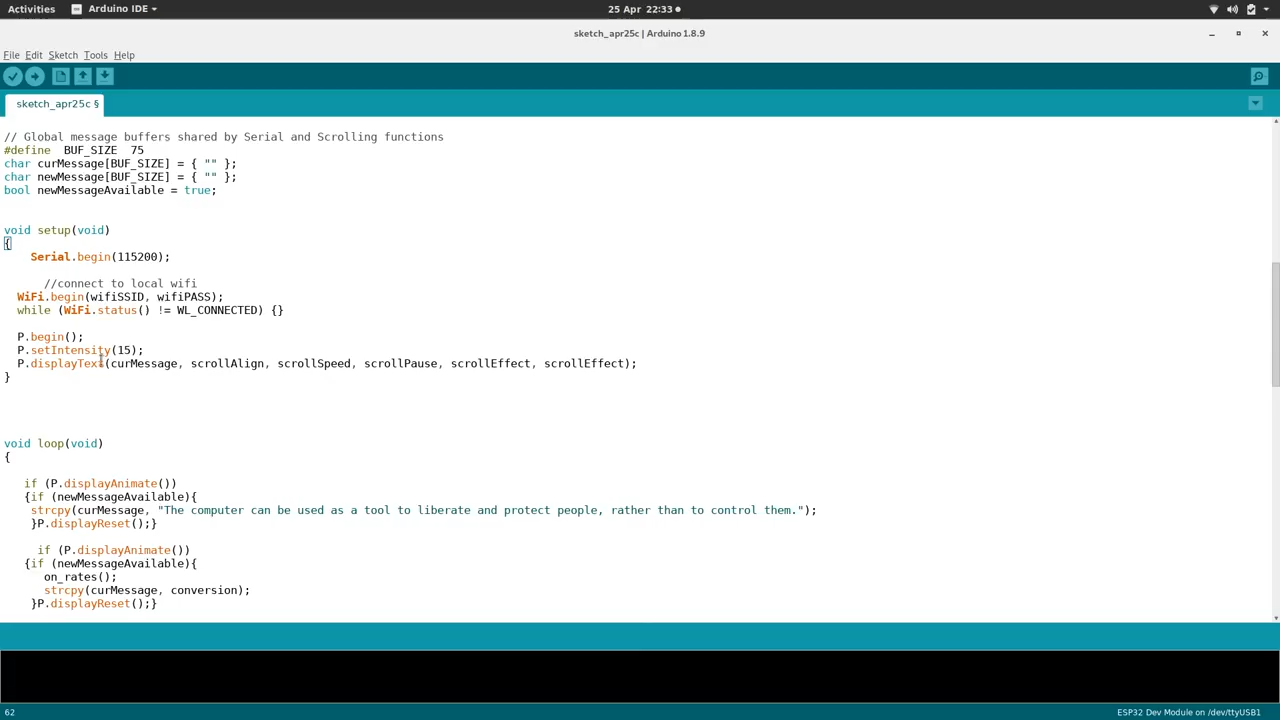 Activities
Arduino IDE
25 Apr 22:33
sketch_apr25c | Arduino 1.8.9
File Edit Sketch Tools Help
sketch_apr25c §
// Global message buffers shared by Serial and Scrolling functions
#define  BUF_SIZE  75
char curMessage[BUF_SIZE] = { "" };
char newMessage[BUF_SIZE] = { "" };
bool newMessageAvailable = true;
void setup(void)
{
    Serial.begin(115200);
      //connect to local wifi
  WiFi.begin(wifiSSID, wifiPASS);
  while (WiFi.status() != WL_CONNECTED) {}
  P.begin();
  P.setIntensity(15);
  P.displayText(curMessage, scrollAlign, scrollSpeed, scrollPause, scrollEffect, scrollEffect);
}
void loop(void)
{
   if (P.displayAnimate())
   {if (newMessageAvailable){
    strcpy(curMessage, "The computer can be used as a tool to liberate and protect people, rather than to control them.");
    }P.displayReset();}
     if (P.displayAnimate())
   {if (newMessageAvailable){
      on_rates();
      strcpy(curMessage, conversion);
    }P.displayReset();}
62
ESP32 Dev Module on /dev/ttyUSB1